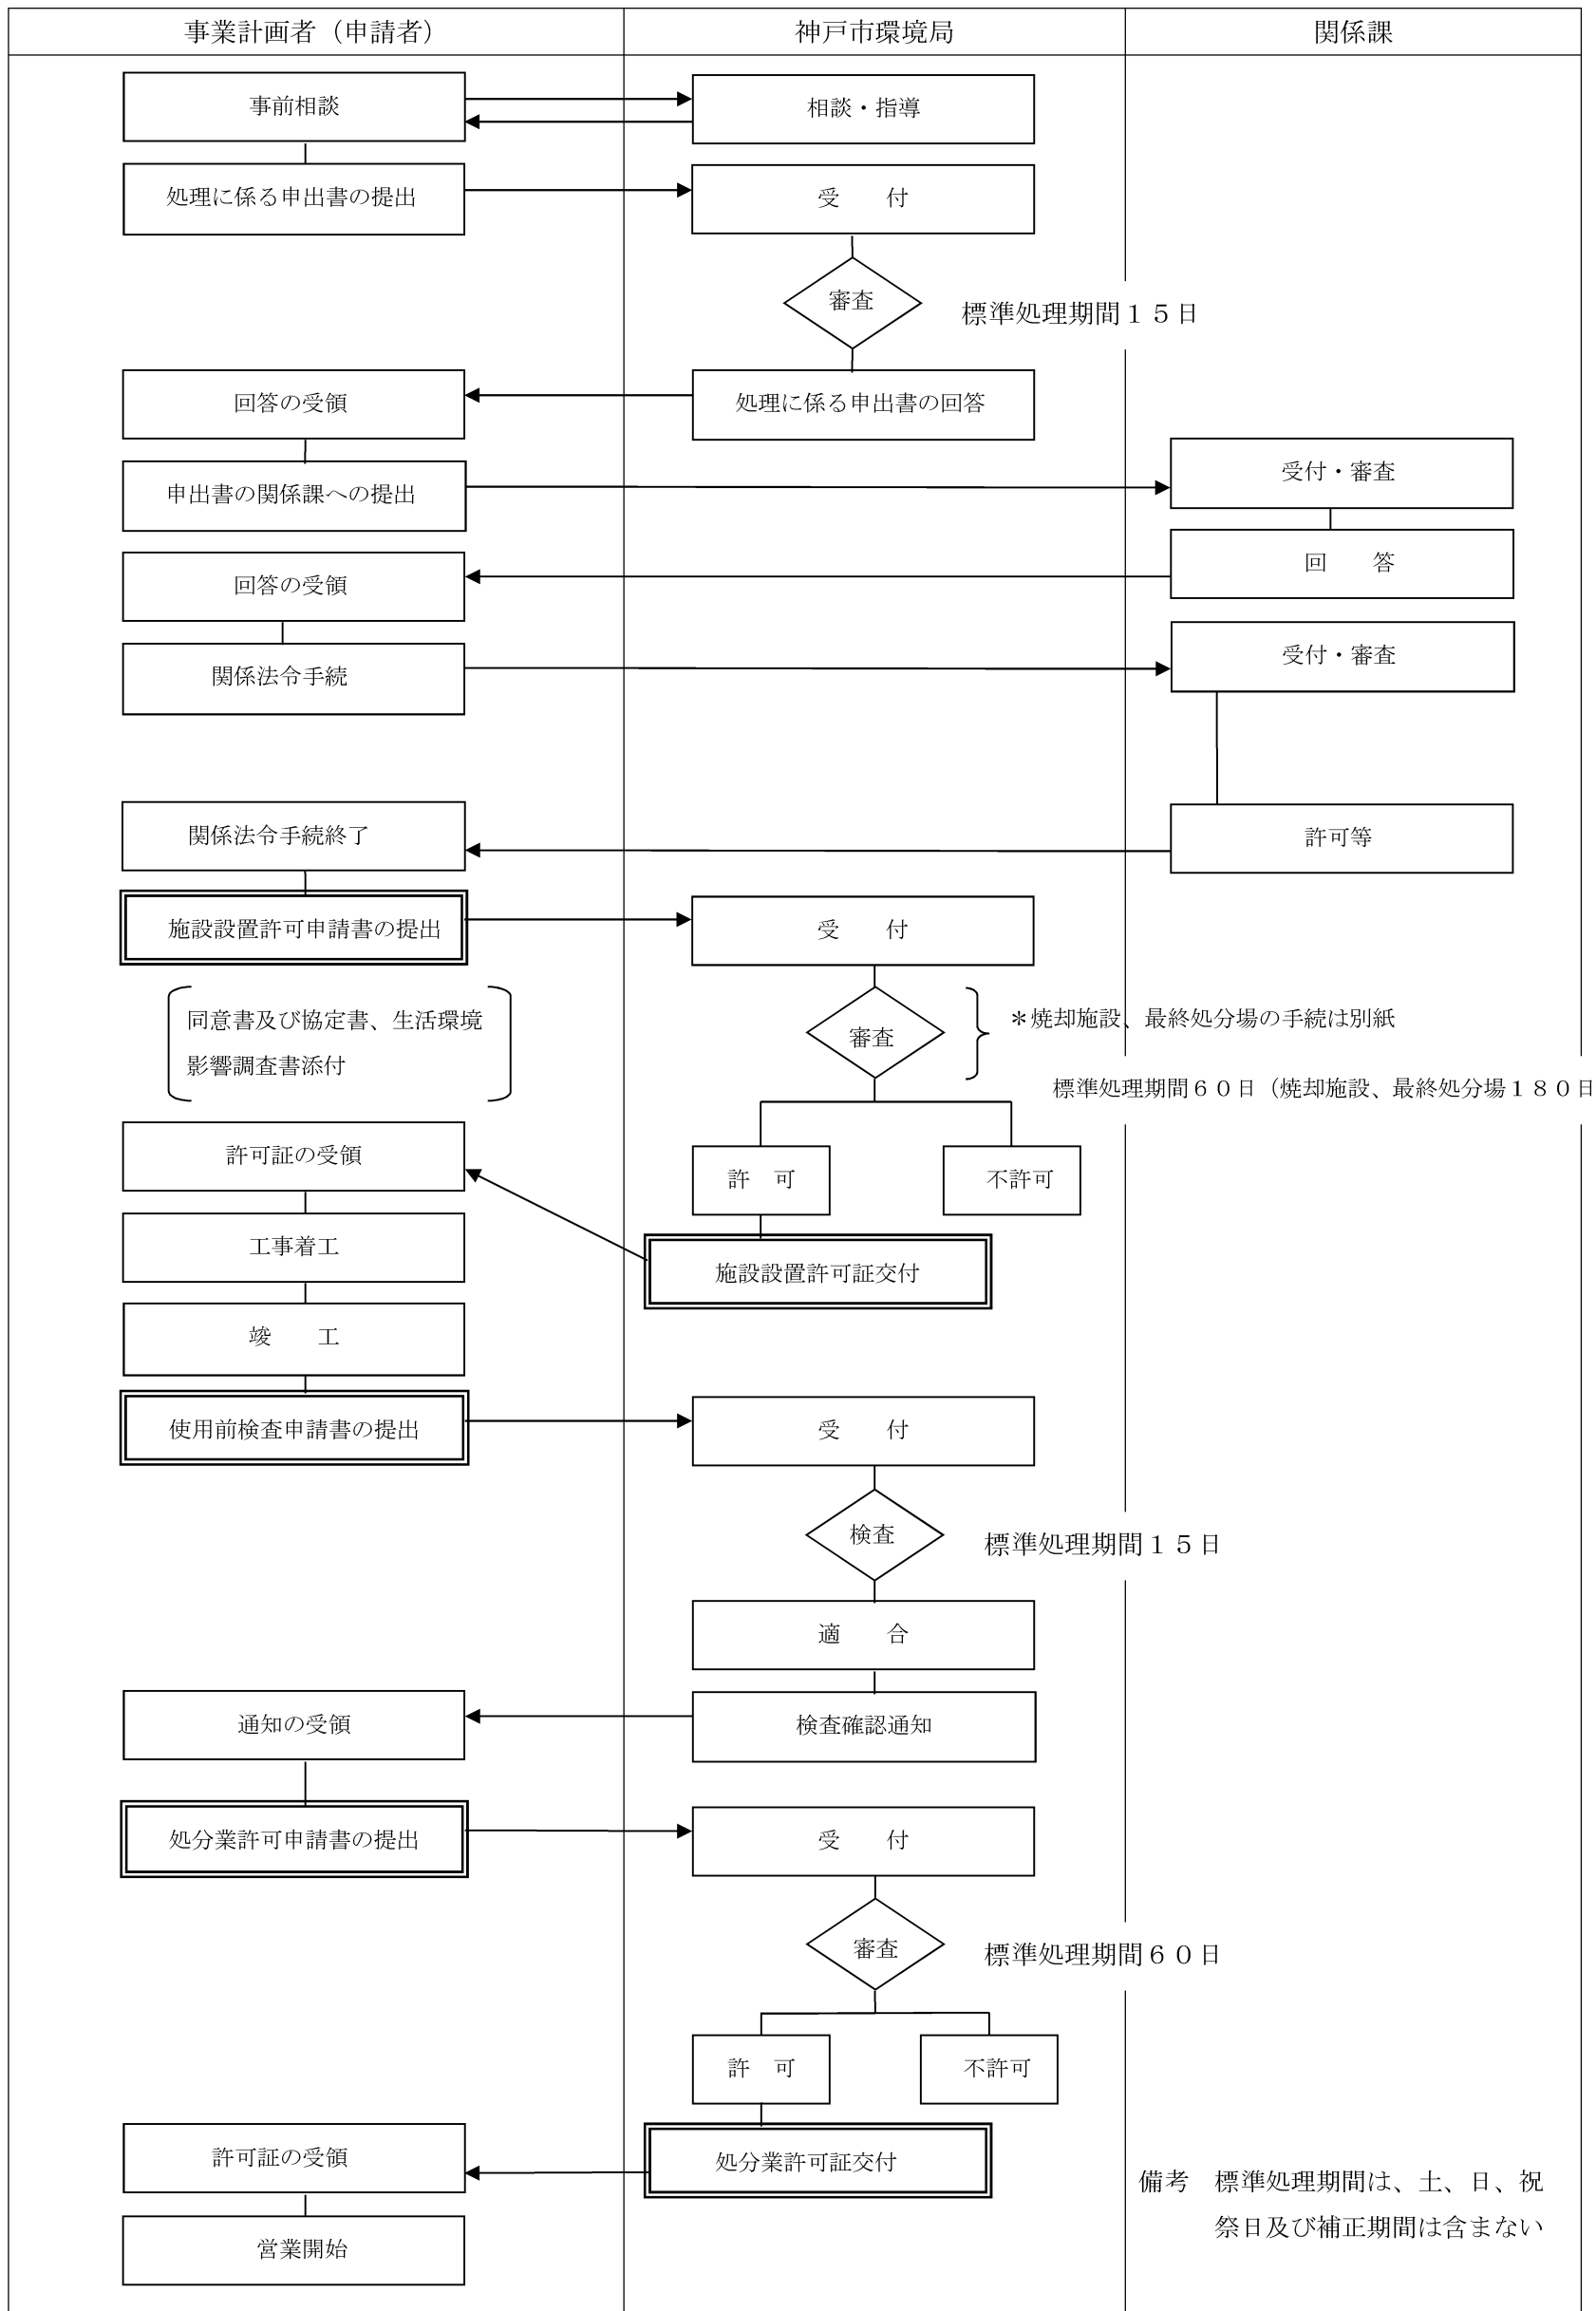 事業計画者（申請者）
神戸市環境局
関係課
事前相談
相談・指導
処理に係る申出書の提出
受　　付
審査
標準処理期間１５日
回答の受領
処理に係る申出書の回答
申出書の関係課への提出
受付・審査
回　　答
回答の受領
関係法令手続
受付・審査
関係法令手続終了
許可等
施設設置許可申請書の提出
受　　付
同意書及び協定書、生活環境
影響調査書添付
審査
＊焼却施設、最終処分場の手続は別紙
標準処理期間６０日（焼却施設、最終処分場１８０日
許可証の受領
許　可
不許可
工事着工
施設設置許可証交付
竣　　工
使用前検査申請書の提出
受　　付
検査
標準処理期間１５日
適　　合
通知の受領
検査確認通知
処分業許可申請書の提出
受　　付
審査
標準処理期間６０日
許　可
不許可
許可証の受領
処分業許可証交付
営業開始
備考　標準処理期間は、土、日、祝
祭日及び補正期間は含まない